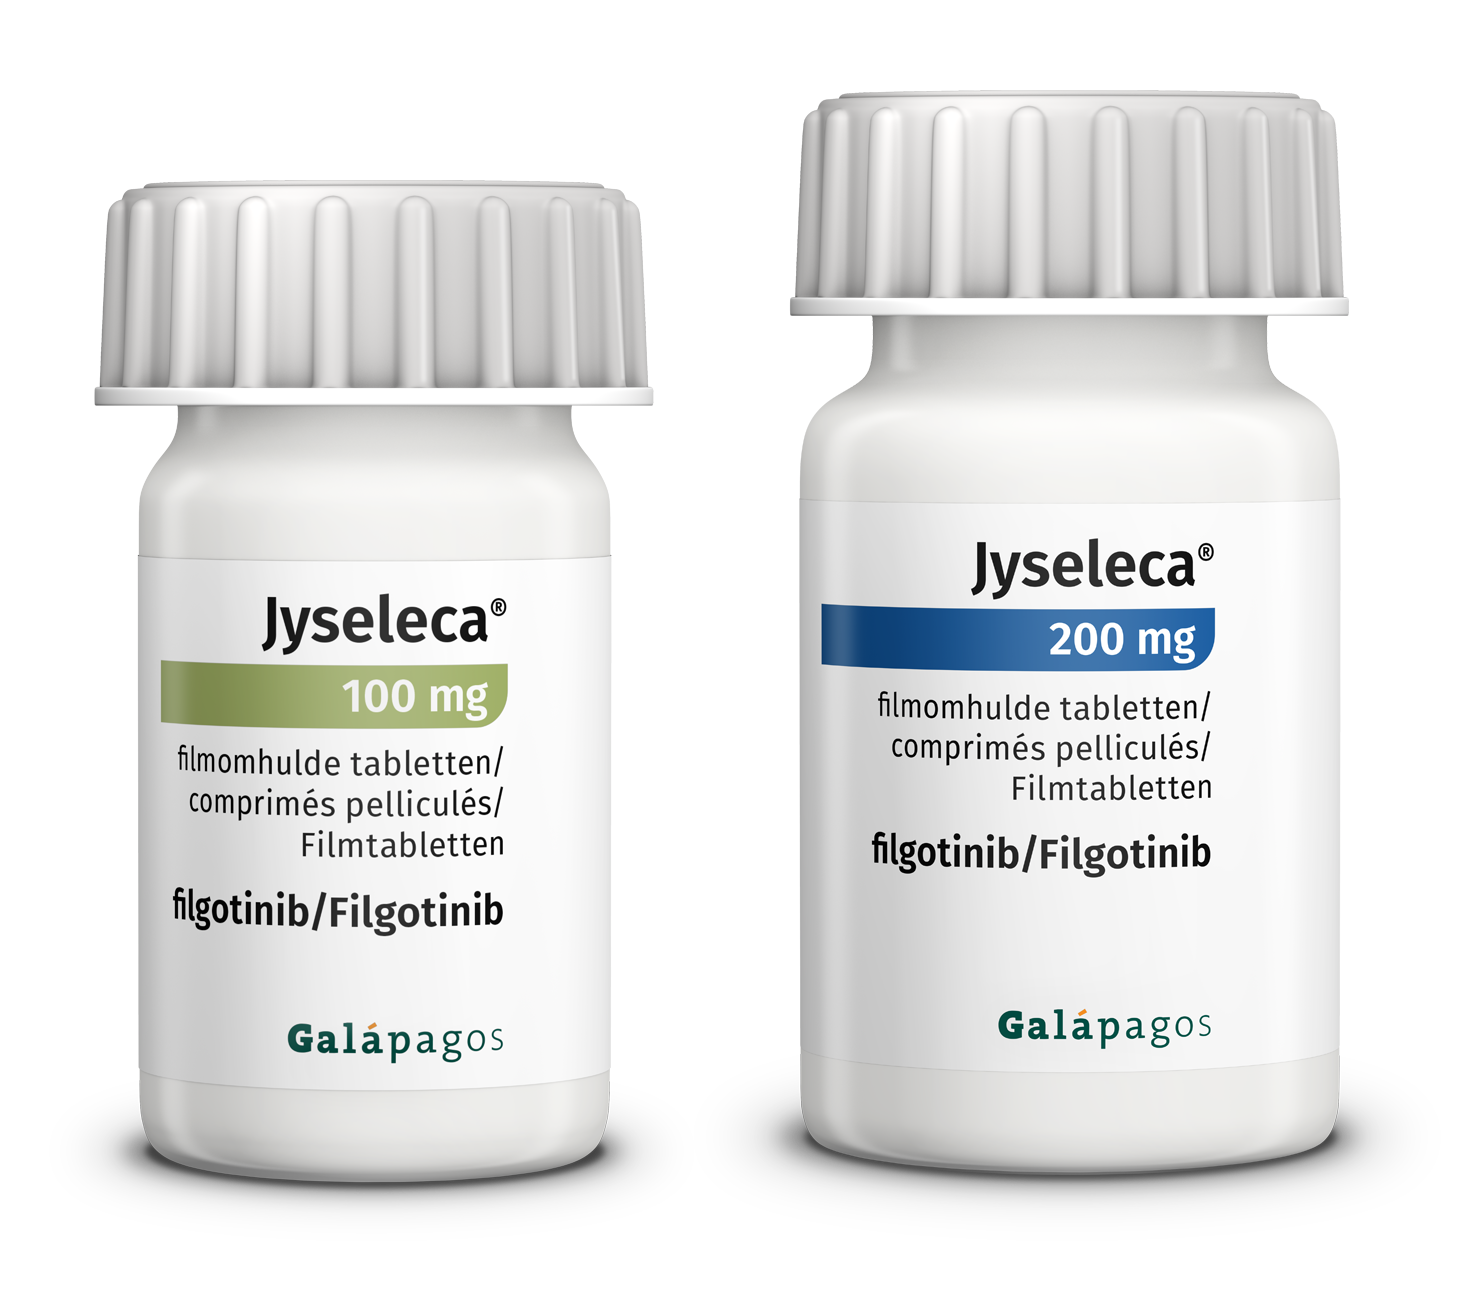 Jyseleca®
100 mg
filmomhulde tabletten/
comprimés pelliculés/
Filmtabletten
filgotinib/Filgotinib
Galápagos
Jyseleca®
200 mg
filmomhulde tabletten/
comprimés pelliculés/
Filmtabletten
filgotinib/Filgotinib
Galápagos